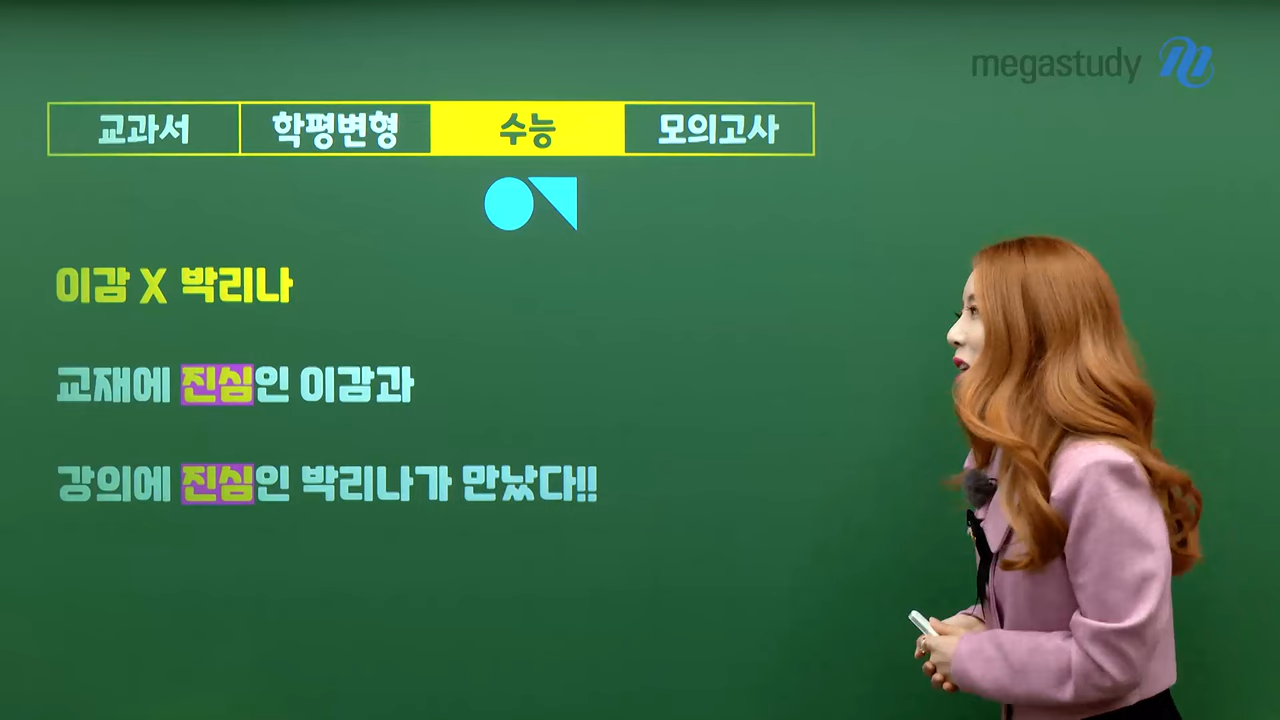 megastudy
교과서 학평변형 수능 모의고사
이감 X 박리나
교재에 진심인 이감과
강의에 진심인 박리나가 만났다!!